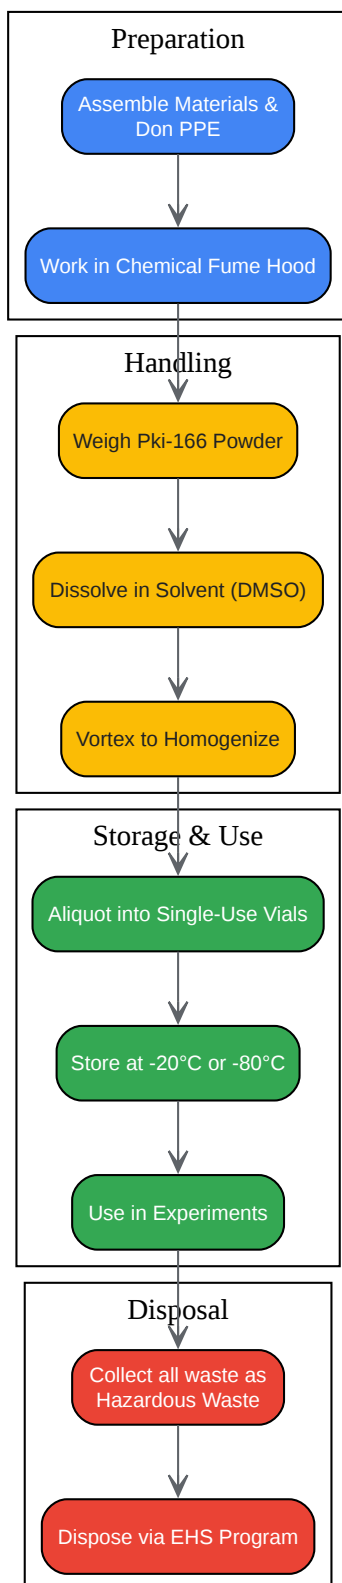 Preparation
Assemble Materials &
Don PPE
Work in Chemical Fume Hood
Handling
Weigh Pki-166 Powder
Dissolve in Solvent (DMSO)
Vortex to Homogenize
Storage & Use
Aliquot into Single-Use Vials
Store at -20°C or -80°C
Use in Experiments
Disposal
Collect all waste as
Hazardous Waste
Dispose via EHS Program